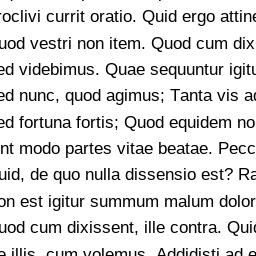 roclivi currit oratio. Quid ergo attine
uod vestri non item. Quod cum dix
ed videbimus. Quae sequuntur igitu
ed nunc, quod agimus; Tanta vis ad
ed fortuna fortis; Quod equidem no
nt modo partes vitae beatae. Pecc
uid, de quo nulla dissensio est? Ra
on est igitur summum malum dolor
uod cum dixissent, ille contra. Quid
e illis, cum volemus. Addidisti ad e